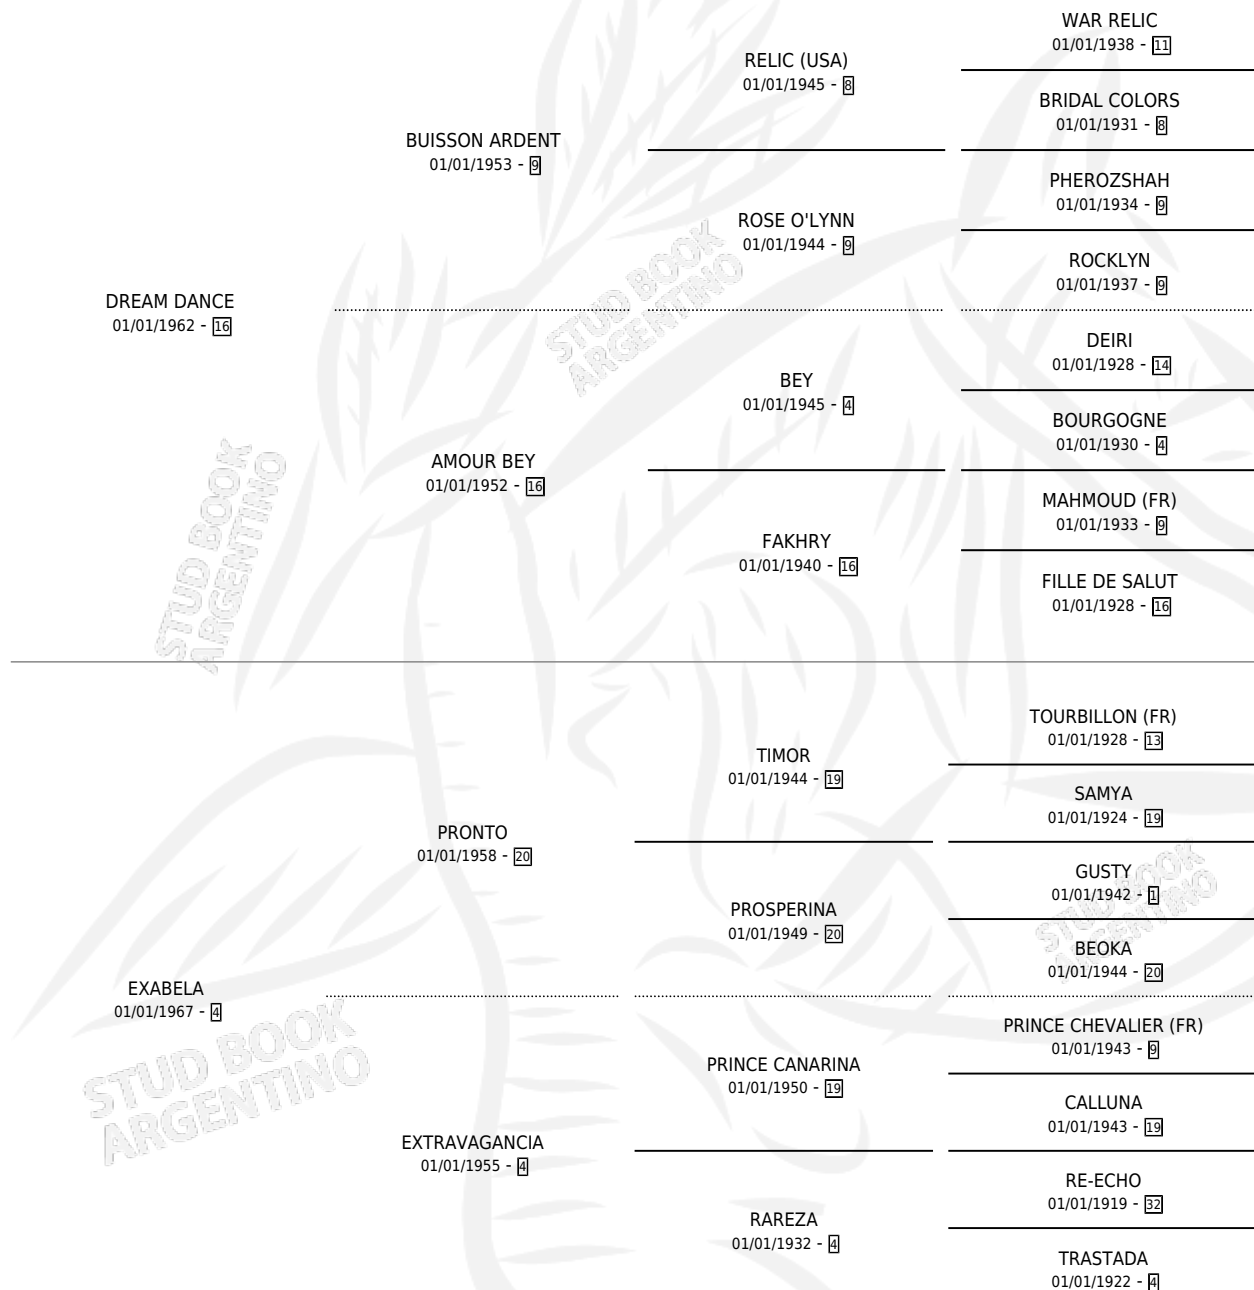 WAR RELIC
01/01/1938 - 11
RELIC (USA)
01/01/1945 - 8
BRIDAL COLORS
01/01/1931 - 8
BUISSON ARDENT
01/01/1953 - 9
PHEROZSHAH
01/01/1934 - 9
ROSE O'LYNN
01/01/1944 - 9
ROCKLYN
01/01/1937 - 9
DREAM DANCE
01/01/1962 - 16
STUD BOOK
ARGENTINO
DEIRI
01/01/1928 - 14
BEY
01/01/1945 - 4
BOURGOGNE
01/01/1930 - 4
AMOUR BEY
01/01/1952 - 16
MAHMOUD (FR)
01/01/1933 - 9
FAKHRY
01/01/1940 - 16
FILLE DE SALUT
01/01/1928 - 16
STUD BOOK
ARGENTINO
TOURBILLON (FR)
01/01/1928 - 13
TIMOR
01/01/1944 - 19
SAMYA
01/01/1924 - 19
PRONTO
01/01/1958 - 20
GUSTY
01/01/1942 - 1
PROSPERINA
01/01/1949 - 20
STUD BOOK
ARGENTINO
BEOKA
01/01/1944 - 20
EXABELA
01/01/1967 - 4
PRINCE CHEVALIER (FR)
01/01/1943 - 9
PRINCE CANARINA
01/01/1950 - 19
STUD BOOK
ARGENTINO
CALLUNA
01/01/1943 - 19
EXTRAVAGANCIA
01/01/1955 - 4
RE-ECHO
01/01/1919 - 32
RAREZA
01/01/1932 - 4
TRASTADA
01/01/1922 - 4